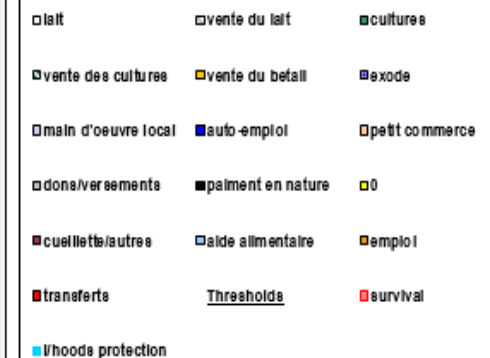 lait vente du lait cultures
vente des cultures vente du betail exode
main d'oeuvre local auto-emploi petit commerce
dons/versements paiment en nature 0
cueillette/autres aide alimentaire emploi
transferts Thresholds survival
l/hoods protection